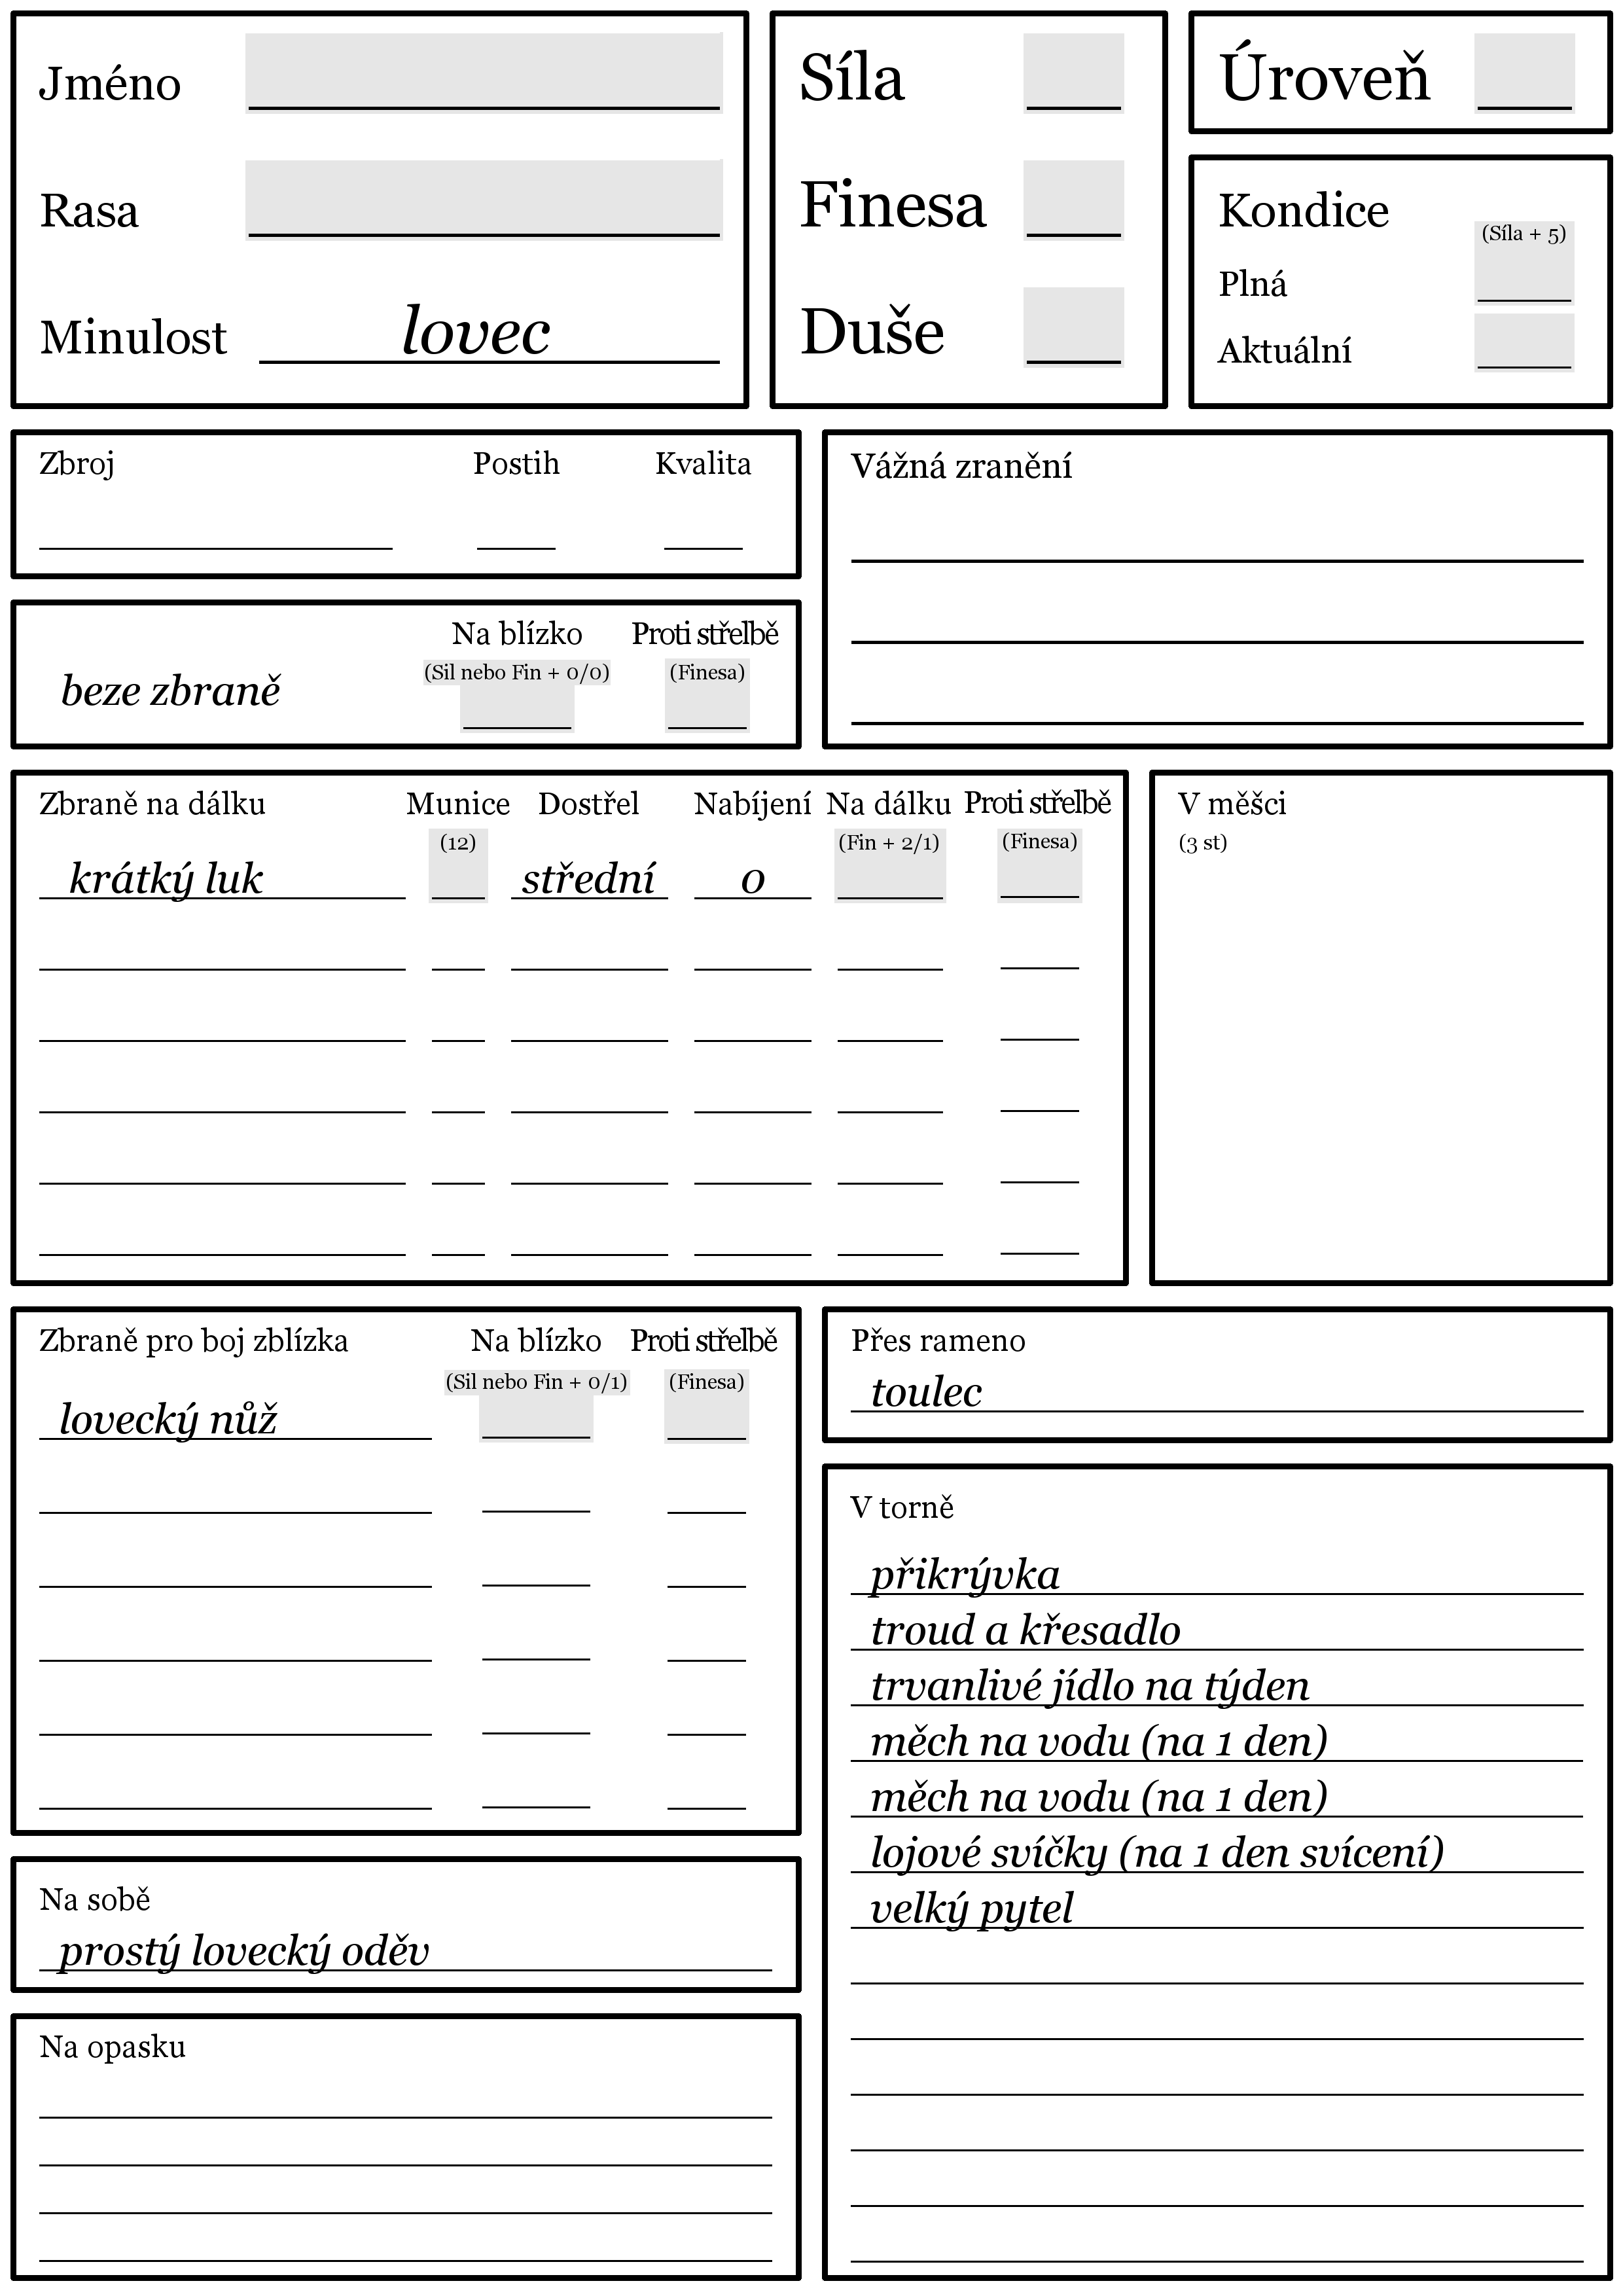 Jméno
Rasa
Minulost lovec
Síla
Finesa
Duše
Úroveň
Kondice
(Síla + 5)
Plná
Aktuální
Zbroj Postih Kvalita
Vážná zranění
Na blízko Proti střelbě
(Sil nebo Fin + 0/0) (Finesa)
beze zbraně
Zbraně na dálku Munice Dostřel Nabíjení Na dálku Proti střelbě
(12) (Fin + 2/1) (Finesa)
krátký luk střední 0
V měšci
(3 st)
Zbraně pro boj zblízka Na blízko Proti střelbě
(Sil nebo Fin + 0/1) (Finesa)
lovecký nůž
Přes rameno
toulec
V torně
přikrývka
troud a křesadlo
trvanlivé jídlo na týden
měch na vodu (na 1 den)
měch na vodu (na 1 den)
lojové svíčky (na 1 den svícení)
velký pytel
Na sobě
prostý lovecký oděv
Na opasku